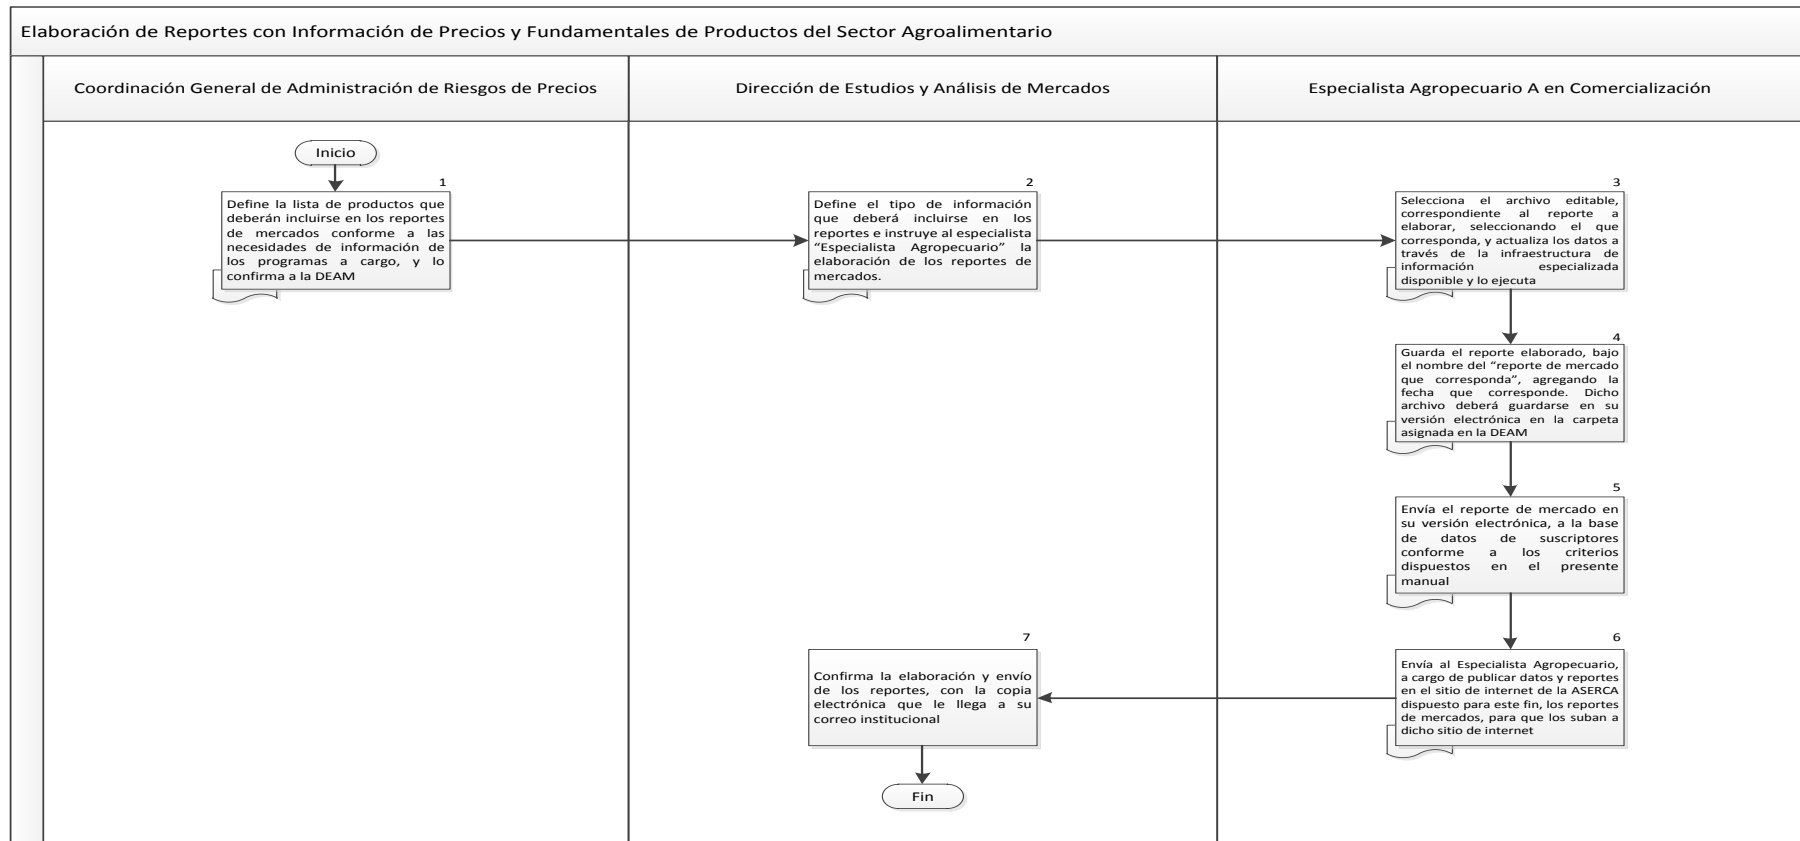 Elaboración de Reportes con Información de Precios y Fundamentales de Productos del Sector Agroalimentario
Coordinación General de Administración de Riesgos de Precios
Dirección de Estudios y Análisis de Mercados
Especialista Agropecuario A en Comercialización
Inicio
1
Define la lista de productos que
deberán incluirse en los reportes
de mercados conforme a las
necesidades de información de
los programas a cargo, y lo
confirma a la DEAM
2
Define el tipo de información
que deberá incluirse en los
reportes e instruye al especialista
“Especialista Agropecuario” la
elaboración de los reportes de
mercados.
3
Selecciona el archivo editable,
correspondiente al reporte a
elaborar, seleccionando el que
corresponda, y actualiza los datos a
través de la infraestructura de
información especializada
disponible y lo ejecuta
4
Guarda el reporte elaborado, bajo
el nombre del “reporte de mercado
que corresponda”, agregando la
fecha que corresponde. Dicho
archivo deberá guardarse en su
versión electrónica en la carpeta
asignada en la DEAM
5
Envía el reporte de mercado en
su versión electrónica, a la base
de datos de suscriptores
conforme a los criterios
dispuestos en el presente
manual
6
Envía al Especialista Agropecuario,
a cargo de publicar datos y reportes
en el sitio de internet de la ASERCA
dispuesto para este fin, los reportes
de mercados, para que los suban a
dicho sitio de internet
7
Confirma la elaboración y envío
de los reportes, con la copia
electrónica que le llega a su
correo institucional
Fin